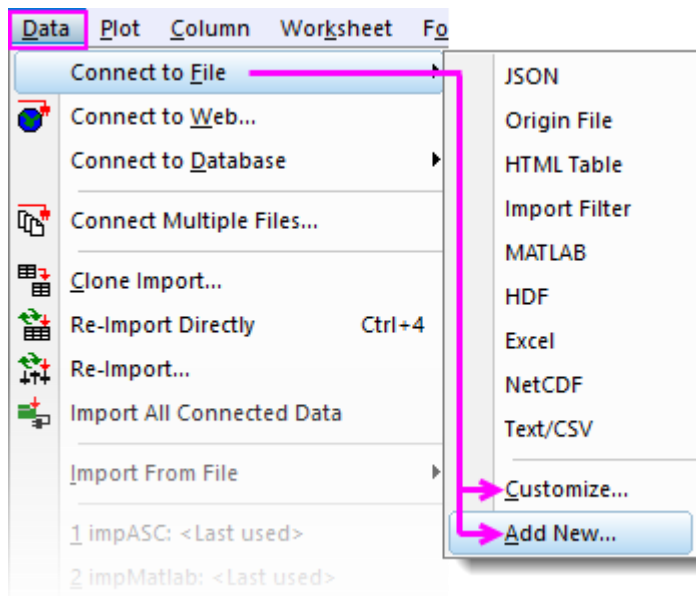 Data Plot Column Worksheet Fo
Connect to File
Connect to Web...
Connect to Database
Connect Multiple Files...
Clone Import...
Re-Import Directly Ctrl+4
Re-Import...
Import All Connected Data
Import From File
1 impASC: <Last used>
2 impMatlab: <Last used>
JSON
Origin File
HTML Table
Import Filter
MATLAB
HDF
Excel
NetCDF
Text/CSV
Customize...
Add New...